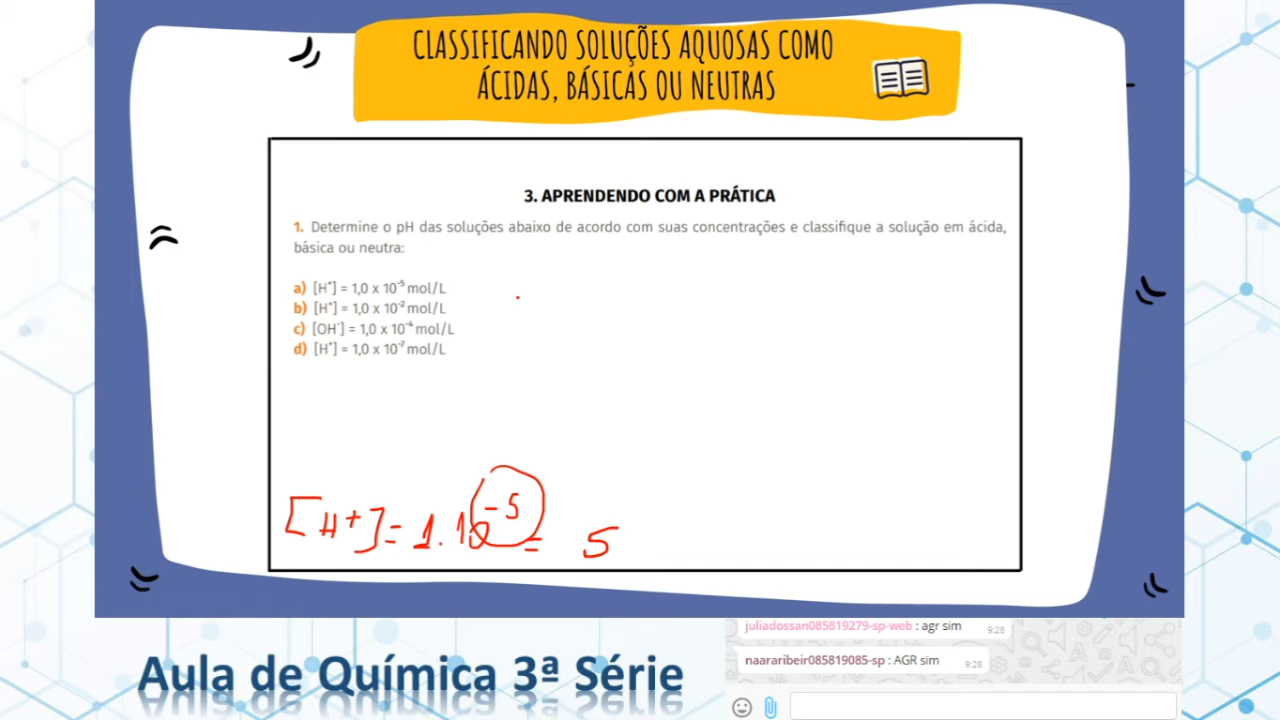 CLASSIFICANDO SOLUÇÕES AQUOSAS COMO
ÁCIDAS, BÁSICAS OU NEUTRAS
3. APRENDENDO COM A PRÁTICA
1. Determine o pH das soluções abaixo de acordo com suas concentrações e classifique a solução em ácida,
básica ou neutra:
a) [H⁺] = 1,0 x 10⁻⁵ mol/L
b) [H⁺] = 1,0 x 10⁻² mol/L
c) [OH⁻] = 1,0 x 10⁻⁴ mol/L
d) [H⁺] = 1,0 x 10⁻⁷ mol/L
[H+] = 1.10⁻⁵ = 5
Aula de Química 3ª Série
juliadossan085819279-sp-web : agr sim 9:28
naararibeir085819085-sp : AGR sim 9:28